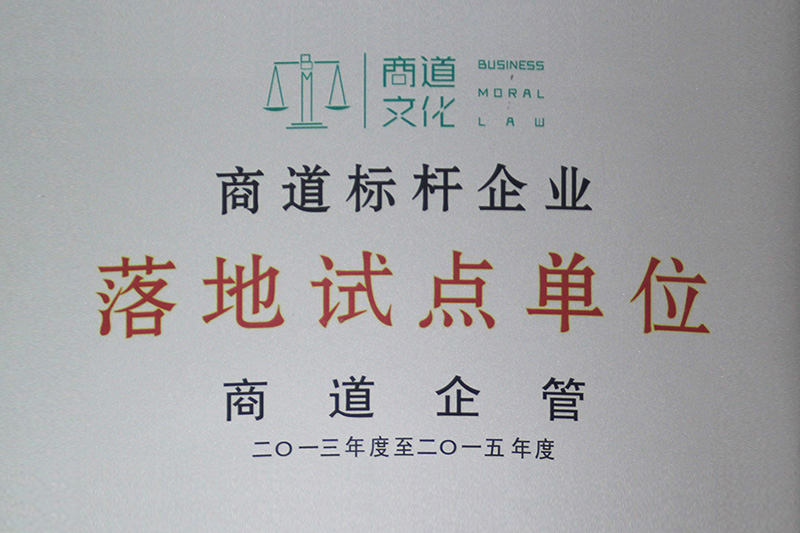 商道文化
BUSINESS
MORAL
LAW
商道标杆企业
落地试点单位
商道企管
二〇一三年度至二〇一五年度